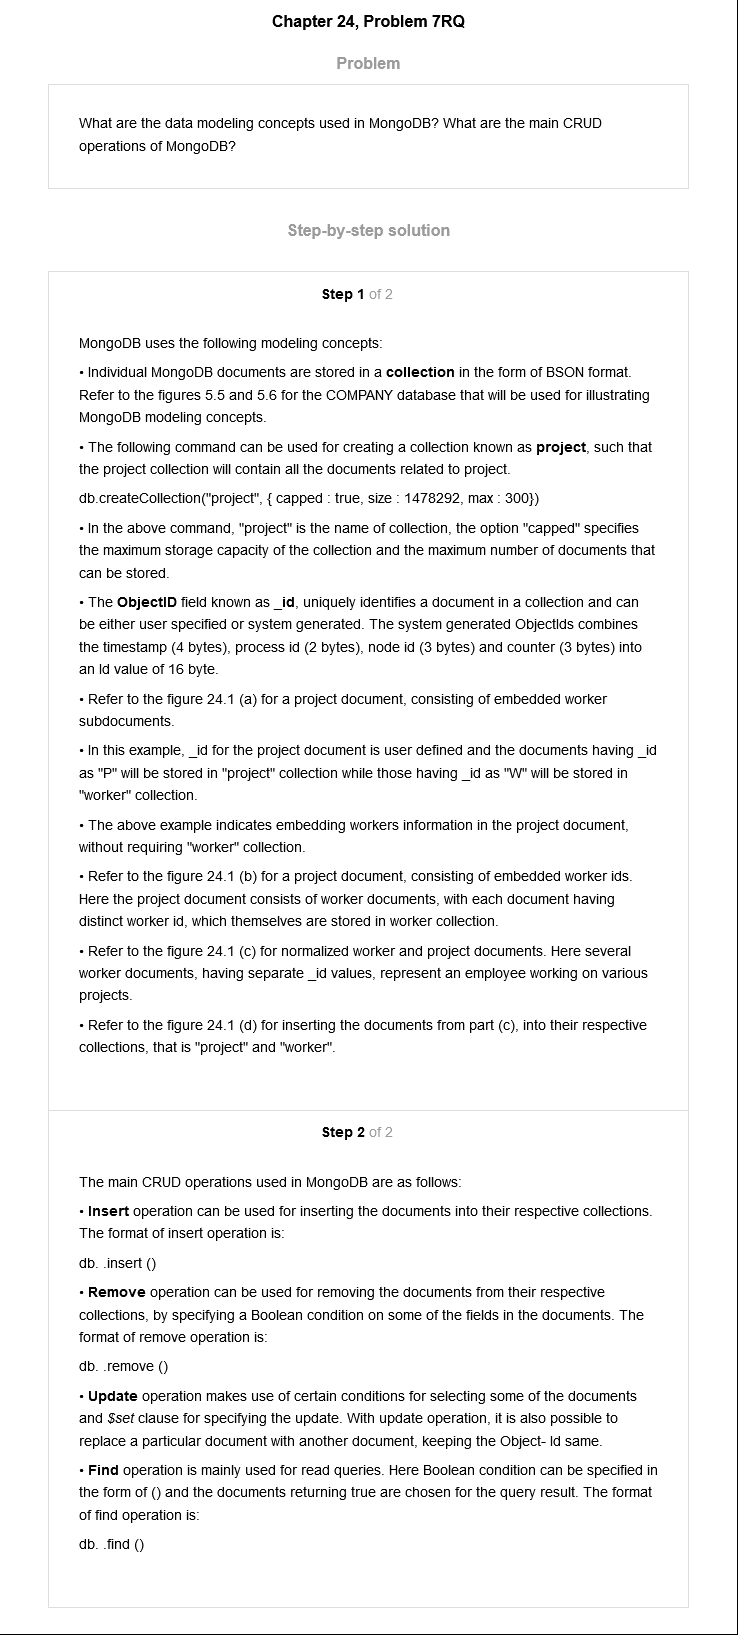 Chapter 24, Problem 7RQ
Problem
What are the data modeling concepts used in MongoDB? What are the main CRUD
operations of MongoDB?
Step-by-step solution
Step 1 of 2
MongoDB uses the following modeling concepts:
• Individual MongoDB documents are stored in a collection in the form of BSON format.
Refer to the figures 5.5 and 5.6 for the COMPANY database that will be used for illustrating
MongoDB modeling concepts.
• The following command can be used for creating a collection known as project, such that
the project collection will contain all the documents related to project.
db.createCollection("project", { capped : true, size : 1478292, max : 300})
• In the above command, "project" is the name of collection, the option "capped" specifies
the maximum storage capacity of the collection and the maximum number of documents that
can be stored.
• The ObjectID field known as _id, uniquely identifies a document in a collection and can
be either user specified or system generated. The system generated ObjectIds combines
the timestamp (4 bytes), process id (2 bytes), node id (3 bytes) and counter (3 bytes) into
an Id value of 16 byte.
• Refer to the figure 24.1 (a) for a project document, consisting of embedded worker
subdocuments.
• In this example, _id for the project document is user defined and the documents having _id
as "P" will be stored in "project" collection while those having _id as "W" will be stored in
"worker" collection.
• The above example indicates embedding workers information in the project document,
without requiring "worker" collection.
• Refer to the figure 24.1 (b) for a project document, consisting of embedded worker ids.
Here the project document consists of worker documents, with each document having
distinct worker id, which themselves are stored in worker collection.
• Refer to the figure 24.1 (c) for normalized worker and project documents. Here several
worker documents, having separate _id values, represent an employee working on various
projects.
• Refer to the figure 24.1 (d) for inserting the documents from part (c), into their respective
collections, that is "project" and "worker".
Step 2 of 2
The main CRUD operations used in MongoDB are as follows:
• Insert operation can be used for inserting the documents into their respective collections.
The format of insert operation is:
db. .insert ()
• Remove operation can be used for removing the documents from their respective
collections, by specifying a Boolean condition on some of the fields in the documents. The
format of remove operation is:
db. .remove ()
• Update operation makes use of certain conditions for selecting some of the documents
and $set clause for specifying the update. With update operation, it is also possible to
replace a particular document with another document, keeping the Object- Id same.
• Find operation is mainly used for read queries. Here Boolean condition can be specified in
the form of () and the documents returning true are chosen for the query result. The format
of find operation is:
db. .find ()